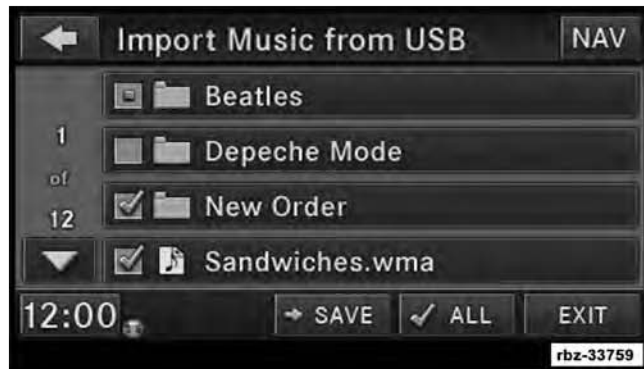 Import Music from USB NAV
Beatles
1
Depeche Mode
of
New Order
12
Sandwiches.wma
12:00 SAVE ALL EXIT
rbz-33759